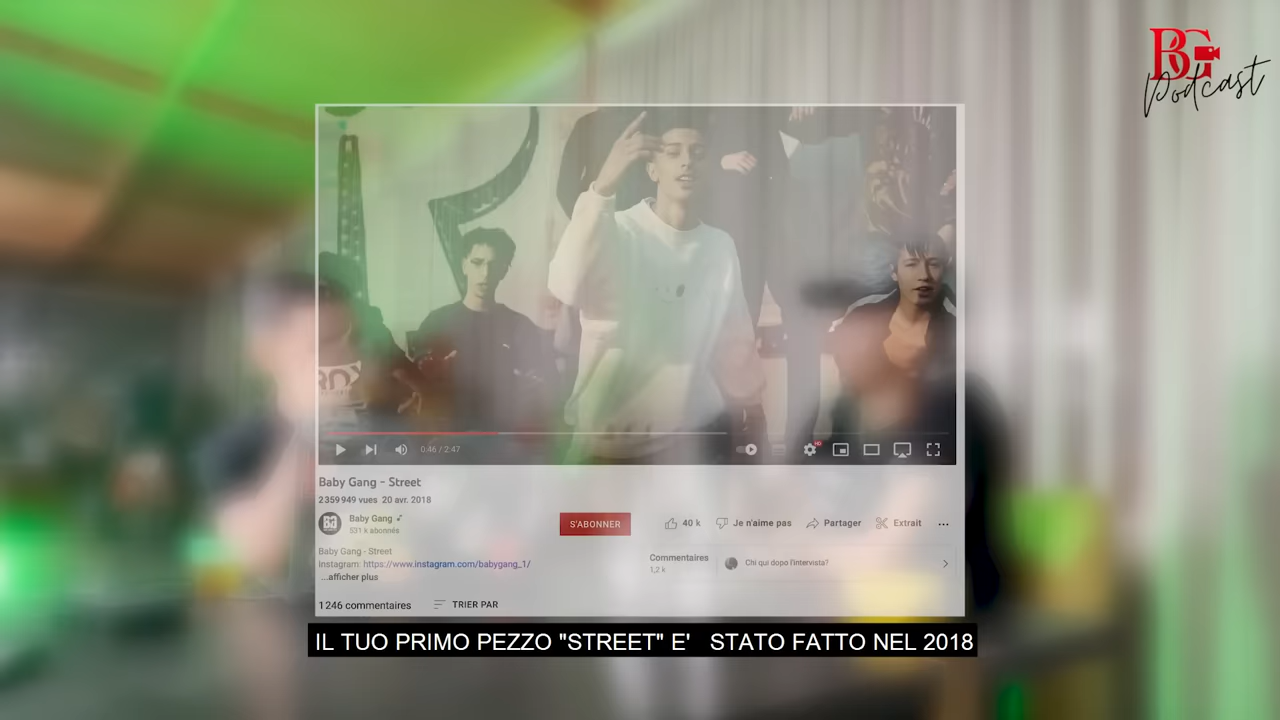 BG
Podcast
0:46 / 2:47
HD
Baby Gang - Street
2 359 949 vues 20 avr. 2018
Baby Gang
531 k abonnés
S'ABONNER
40 k
Je n'aime pas
Partager
Extrait
Baby Gang - Street
Instagram: https://www.instagram.com/babygang_1/
...afficher plus
Commentaires
1,2 k
Chi qui dopo l'intervista?
1 246 commentaires
TRIER PAR
IL TUO PRIMO PEZZO "STREET" E' STATO FATTO NEL 2018